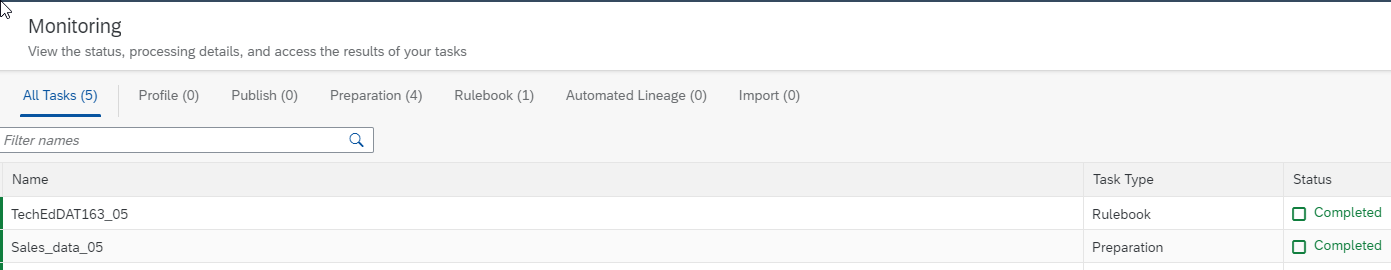 Monitoring
View the status, processing details, and access the results of your tasks
All Tasks (5) Profile (0) Publish (0) Preparation (4) Rulebook (1) Automated Lineage (0) Import (0)
Filter names
Name Task Type Status
TechEdDAT163_05 Rulebook Completed
Sales_data_05 Preparation Completed